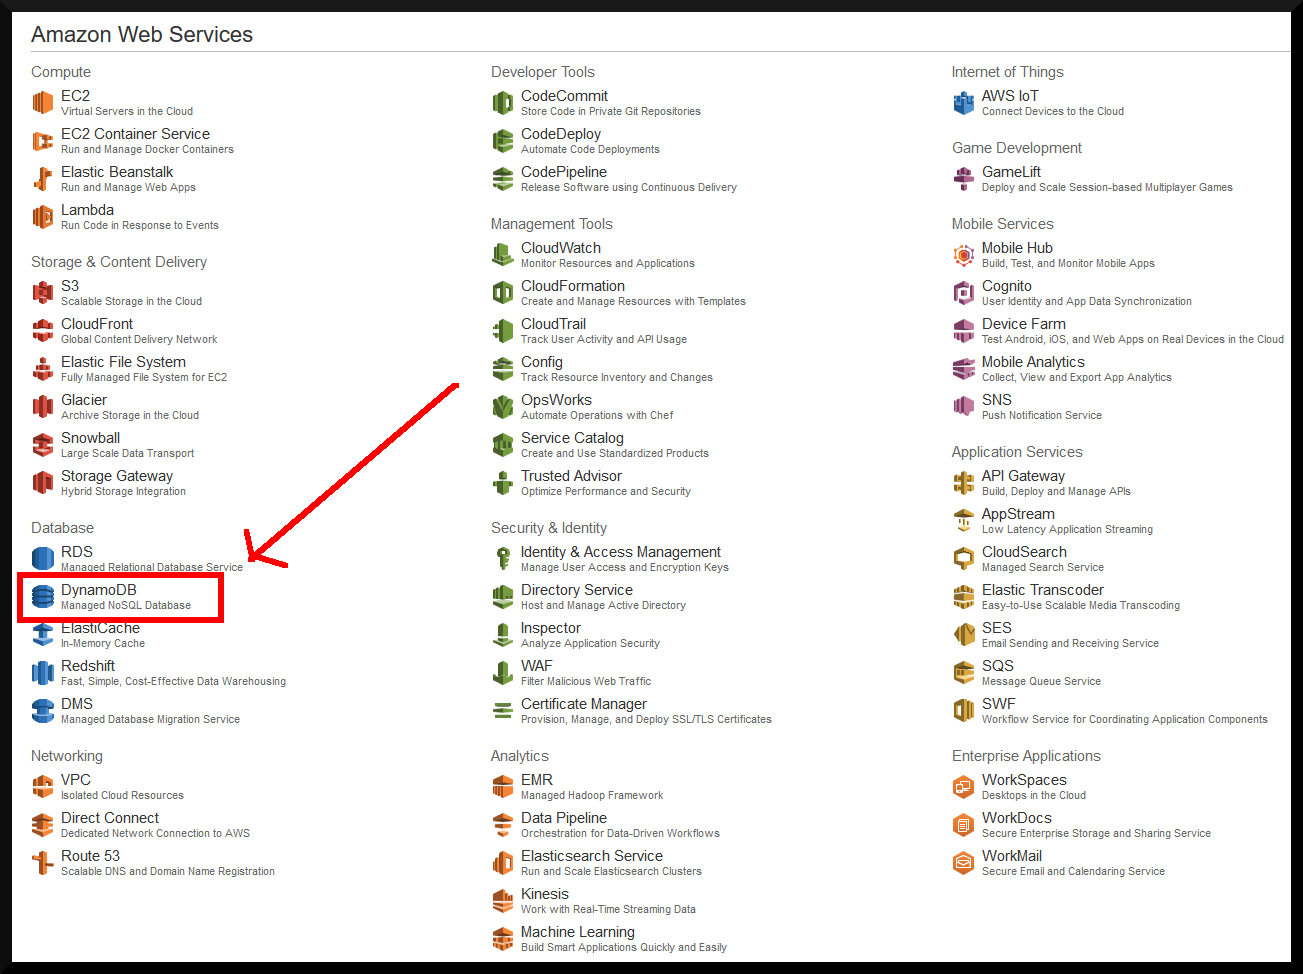 Amazon Web Services
Compute
EC2
Virtual Servers in the Cloud
EC2 Container Service
Run and Manage Docker Containers
Elastic Beanstalk
Run and Manage Web Apps
Lambda
Run Code in Response to Events
Storage & Content Delivery
S3
Scalable Storage in the Cloud
CloudFront
Global Content Delivery Network
Elastic File System
Fully Managed File System for EC2
Glacier
Archive Storage in the Cloud
Snowball
Large Scale Data Transport
Storage Gateway
Hybrid Storage Integration
Database
RDS
Managed Relational Database Service
DynamoDB
Managed NoSQL Database
ElastiCache
In-Memory Cache
Redshift
Fast, Simple, Cost-Effective Data Warehousing
DMS
Managed Database Migration Service
Networking
VPC
Isolated Cloud Resources
Direct Connect
Dedicated Network Connection to AWS
Route 53
Scalable DNS and Domain Name Registration
Developer Tools
CodeCommit
Store Code in Private Git Repositories
CodeDeploy
Automate Code Deployments
CodePipeline
Release Software using Continuous Delivery
Management Tools
CloudWatch
Monitor Resources and Applications
CloudFormation
Create and Manage Resources with Templates
CloudTrail
Track User Activity and API Usage
Config
Track Resource Inventory and Changes
OpsWorks
Automate Operations with Chef
Service Catalog
Create and Use Standardized Products
Trusted Advisor
Optimize Performance and Security
Security & Identity
Identity & Access Management
Manage User Access and Encryption Keys
Directory Service
Host and Manage Active Directory
Inspector
Analyze Application Security
WAF
Filter Malicious Web Traffic
Certificate Manager
Provision, Manage, and Deploy SSL/TLS Certificates
Analytics
EMR
Managed Hadoop Framework
Data Pipeline
Orchestration for Data-Driven Workflows
Elasticsearch Service
Run and Scale Elasticsearch Clusters
Kinesis
Work with Real-Time Streaming Data
Machine Learning
Build Smart Applications Quickly and Easily
Internet of Things
AWS IoT
Connect Devices to the Cloud
Game Development
GameLift
Deploy and Scale Session-based Multiplayer Games
Mobile Services
Mobile Hub
Build, Test, and Monitor Mobile Apps
Cognito
User Identity and App Data Synchronization
Device Farm
Test Android, iOS, and Web Apps on Real Devices in the Cloud
Mobile Analytics
Collect, View and Export App Analytics
SNS
Push Notification Service
Application Services
API Gateway
Build, Deploy and Manage APIs
AppStream
Low Latency Application Streaming
CloudSearch
Managed Search Service
Elastic Transcoder
Easy-to-Use Scalable Media Transcoding
SES
Email Sending and Receiving Service
SQS
Message Queue Service
SWF
Workflow Service for Coordinating Application Components
Enterprise Applications
WorkSpaces
Desktops in the Cloud
WorkDocs
Secure Enterprise Storage and Sharing Service
WorkMail
Secure Email and Calendaring Service